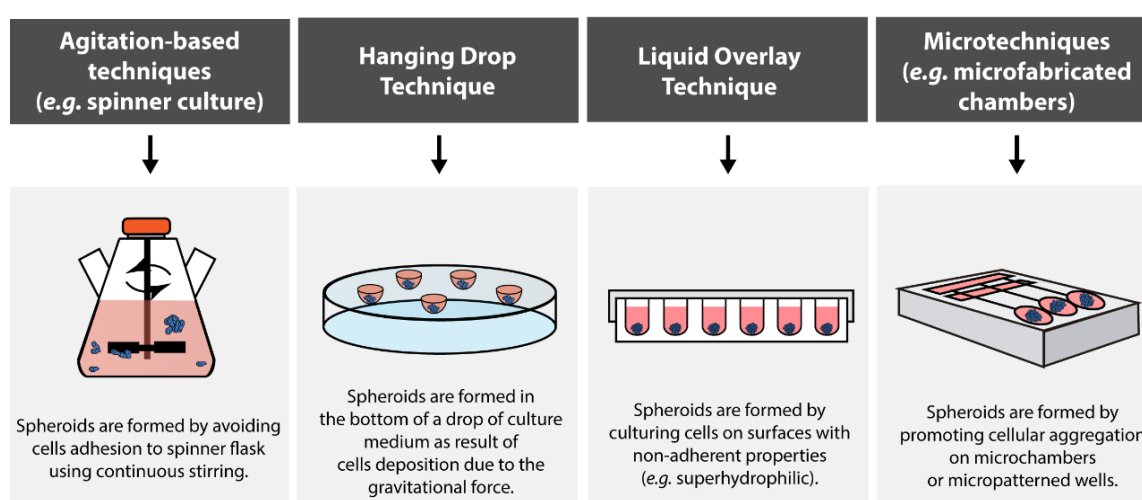 Agitation-based
techniques
(e.g. spinner culture)
Hanging Drop
Technique
Liquid Overlay
Technique
Microtechniques
(e.g. microfabricated
chambers)
Spheroids are formed by avoiding
cells adhesion to spinner flask
using continuous stirring.
Spheroids are formed in
the bottom of a drop of culture
medium as result of
cells deposition due to the
gravitational force.
Spheroids are formed by
culturing cells on surfaces with
non-adherent properties
(e.g. superhydrophilic).
Spheroids are formed by
promoting cellular aggregation
on microchambers
or micropatterned wells.